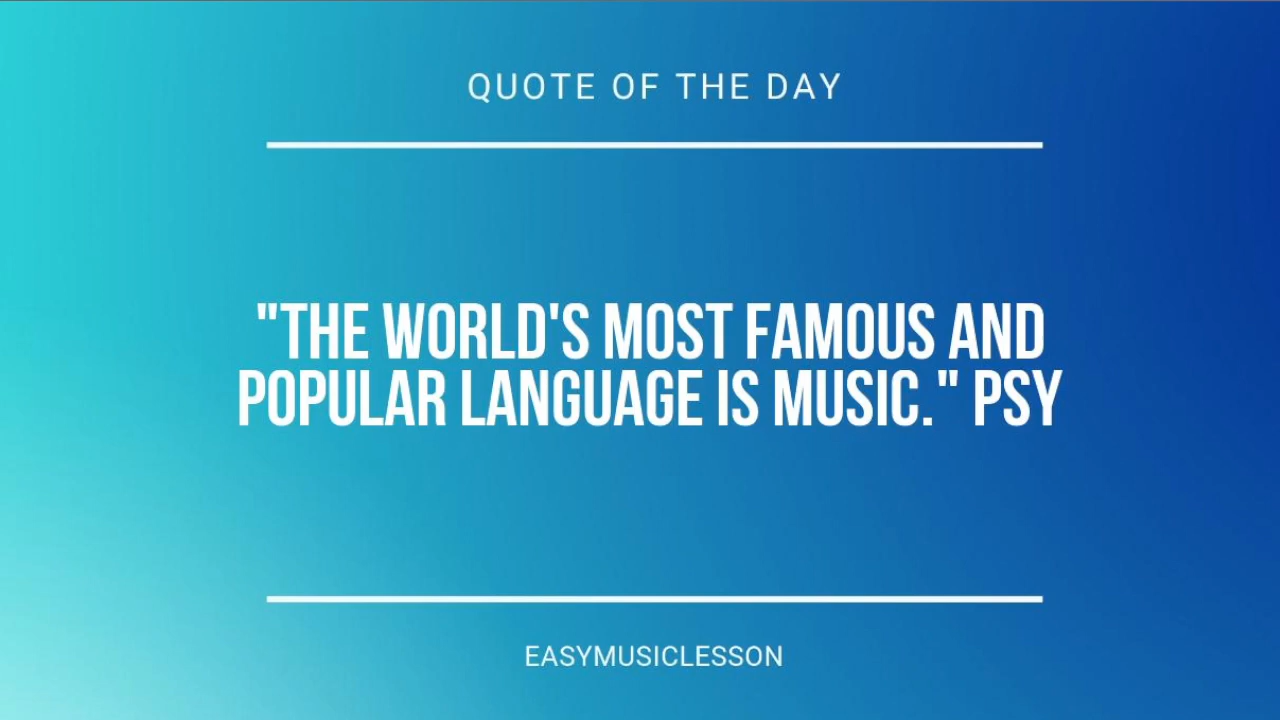 QUOTE OF THE DAY
"THE WORLD'S MOST FAMOUS AND
POPULAR LANGUAGE IS MUSIC." PSY
EASYMUSICLESSON